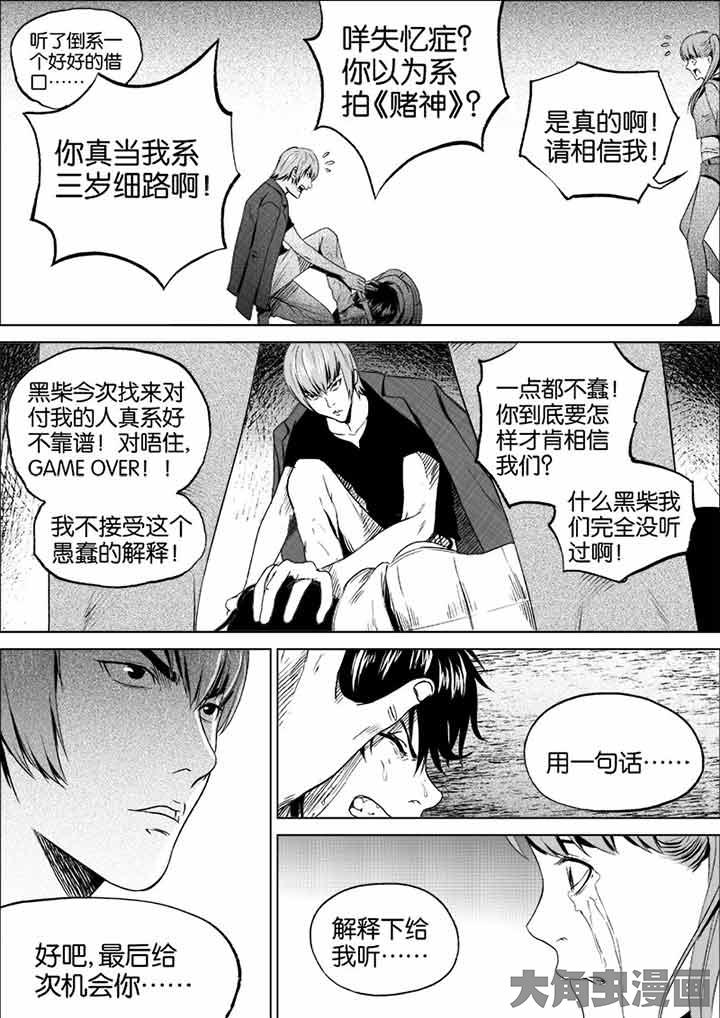 听了倒系一
个好好的借
口……
咩失忆症？
你以为系
拍《赌神》？
你真当我系
三岁细路啊！
是真的啊！
请相信我！
黑柴今次找来对
付我的人真系好
不靠谱！对唔住，
GAME OVER！！
我不接受这个
愚蠢的解释！
一点都不蠢！
你到底要怎
样才肯相信
我们？
什么黑柴我
们完全没听
过啊！
好吧，最后给
次机会你……
用一句话……
解释下给
我听……
大角虫漫画